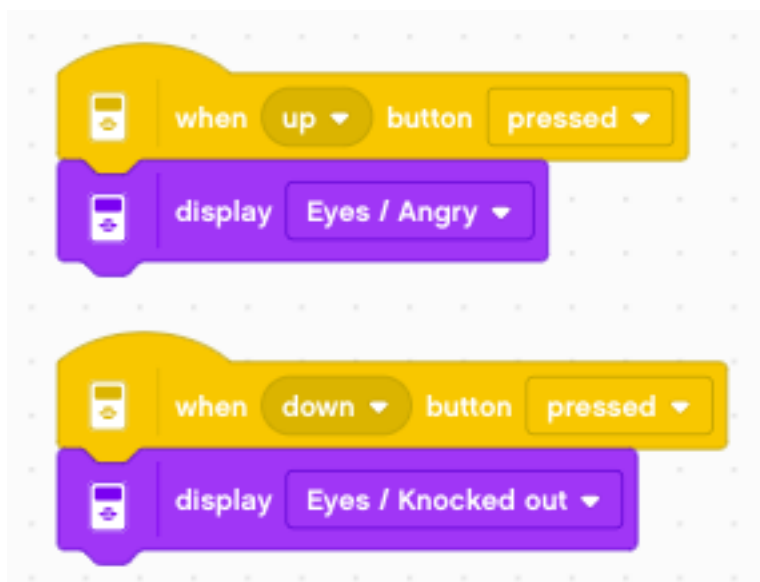 when up button pressed
display Eyes / Angry
when down button pressed
display Eyes / Knocked out